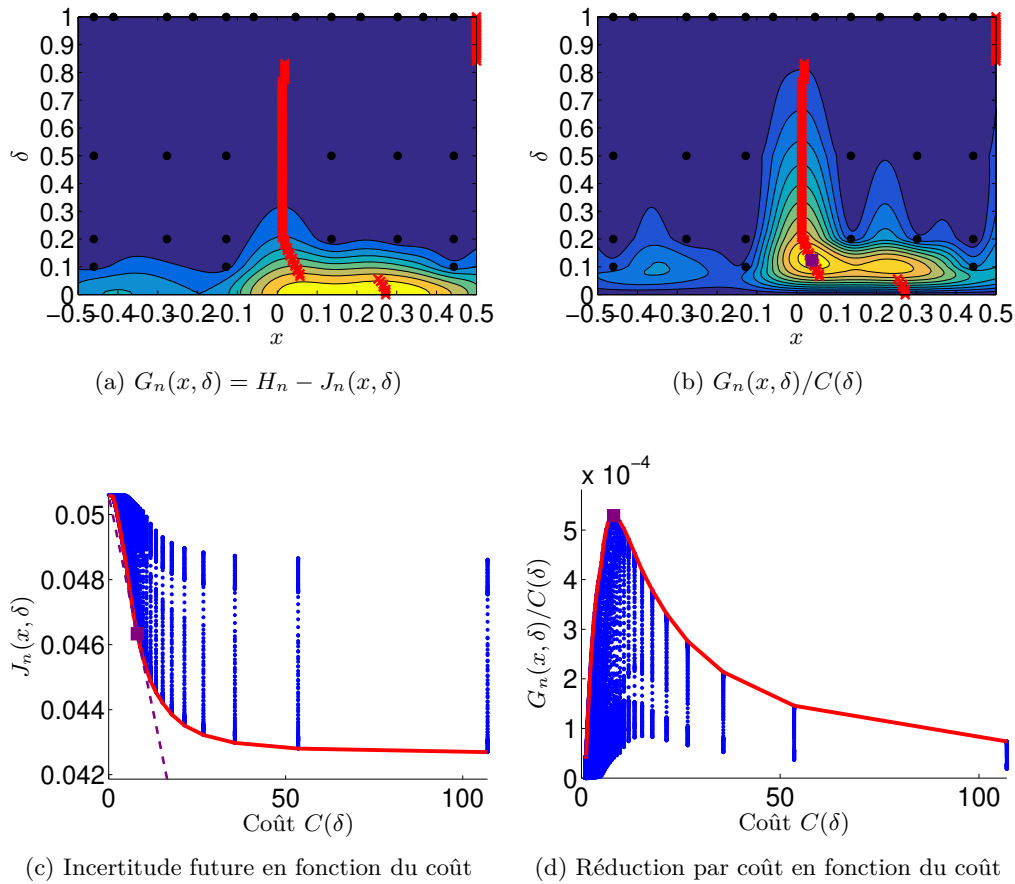 1
0.9
0.8
0.7
0.6
0.5
0.4
0.3
0.2
0.1
0
δ
−0.5 −0.4 −0.3 −0.2 −0.1 0 0.1 0.2 0.3 0.4 0.5
x
(a) Gₙ(x, δ) = Hₙ − Jₙ(x, δ)
1
0.9
0.8
0.7
0.6
0.5
0.4
0.3
0.2
0.1
0
δ
−0.5 −0.4 −0.3 −0.2 −0.1 0 0.1 0.2 0.3 0.4 0.5
x
(b) Gₙ(x, δ)/C(δ)
0.05
0.048
0.046
0.044
0.042
Jₙ(x, δ)
0 50 100
Coût C(δ)
(c) Incertitude future en fonction du coût
x 10⁻⁴
5
4
3
2
1
0
Gₙ(x, δ)/C(δ)
0 50 100
Coût C(δ)
(d) Réduction par coût en fonction du coût